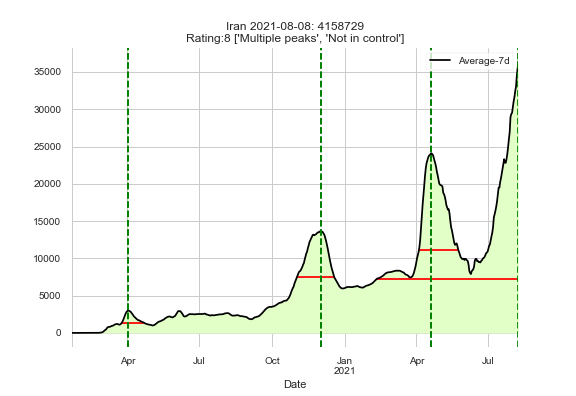 Iran 2021-08-08: 4158729
Rating:8 ['Multiple peaks', 'Not in control']
Average-7d
35000
30000
25000
20000
15000
10000
5000
0
Apr Jul Oct Jan Apr Jul
2021
Date